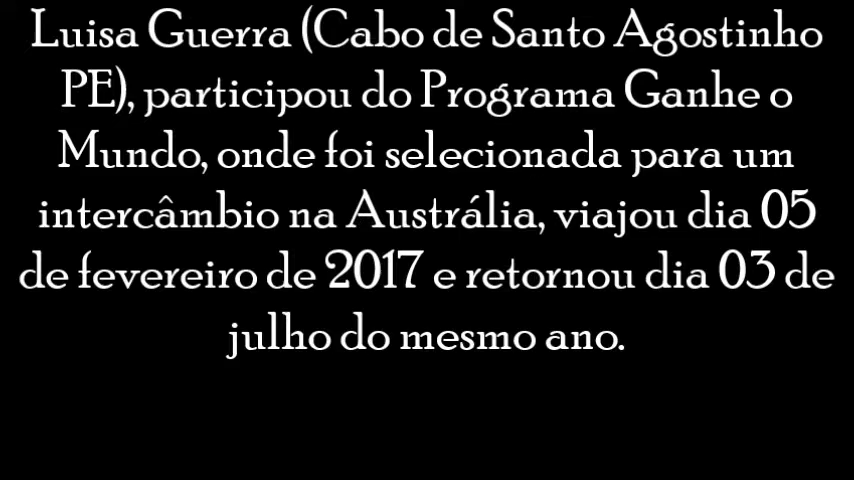 Luisa Guerra (Cabo de Santo Agostinho
PE), participou do Programa Ganhe o
Mundo, onde foi selecionada para um
intercâmbio na Austrália, viajou dia 05
de fevereiro de 2017 e retornou dia 03 de
julho do mesmo ano.